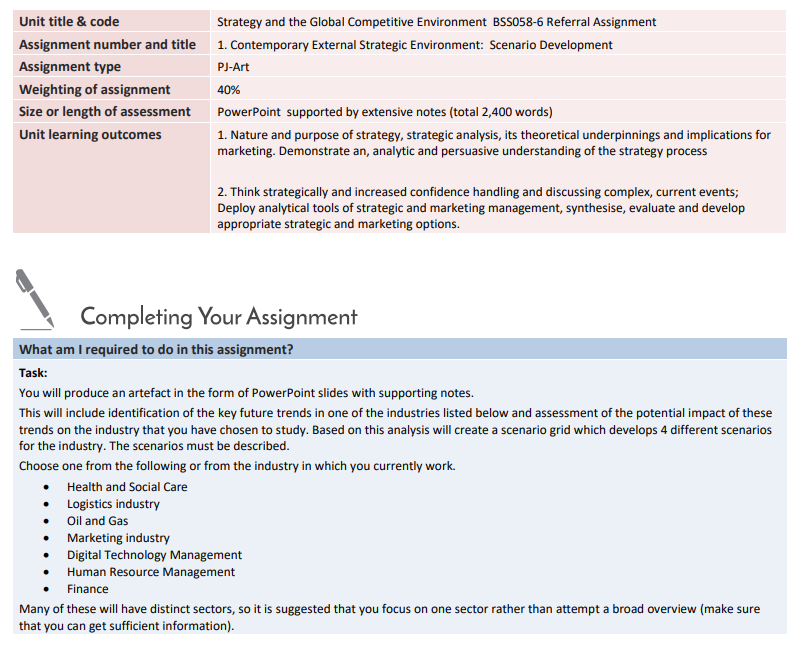 Unit title & code Strategy and the Global Competitive Environment BSS058-6 Referral Assignment
Assignment number and title 1. Contemporary External Strategic Environment: Scenario Development
Assignment type PJ-Art
Weighting of assignment 40%
Size or length of assessment PowerPoint supported by extensive notes (total 2,400 words)
Unit learning outcomes 1. Nature and purpose of strategy, strategic analysis, its theoretical underpinnings and implications for
marketing. Demonstrate an, analytic and persuasive understanding of the strategy process
2. Think strategically and increased confidence handling and discussing complex, current events;
Deploy analytical tools of strategic and marketing management, synthesise, evaluate and develop
appropriate strategic and marketing options.
Completing Your Assignment
What am I required to do in this assignment?
Task:
You will produce an artefact in the form of PowerPoint slides with supporting notes.
This will include identification of the key future trends in one of the industries listed below and assessment of the potential impact of these
trends on the industry that you have chosen to study. Based on this analysis will create a scenario grid which develops 4 different scenarios
for the industry. The scenarios must be described.
Choose one from the following or from the industry in which you currently work.
• Health and Social Care
• Logistics industry
• Oil and Gas
• Marketing industry
• Digital Technology Management
• Human Resource Management
• Finance
Many of these will have distinct sectors, so it is suggested that you focus on one sector rather than attempt a broad overview (make sure
that you can get sufficient information).